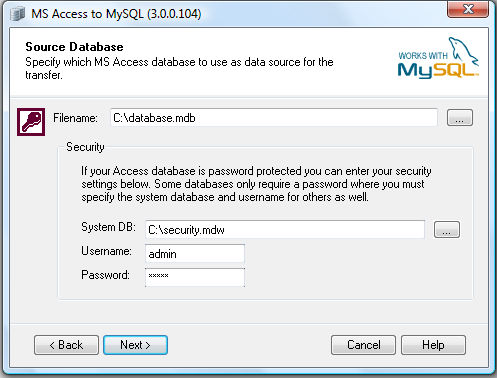 MS Access to MySQL (3.0.0.104)
Source Database
Specify which MS Access database to use as data source for the
transfer.
WORKS WITH
MySQL
Filename: C:\database.mdb ...
Security
If your Access database is password protected you can enter your security
settings below. Some databases only require a password where you must
specify the system database and username for others as well.
System DB: C:\security.mdw ...
Username: admin
Password: xxxxx
< Back Next > Cancel Help